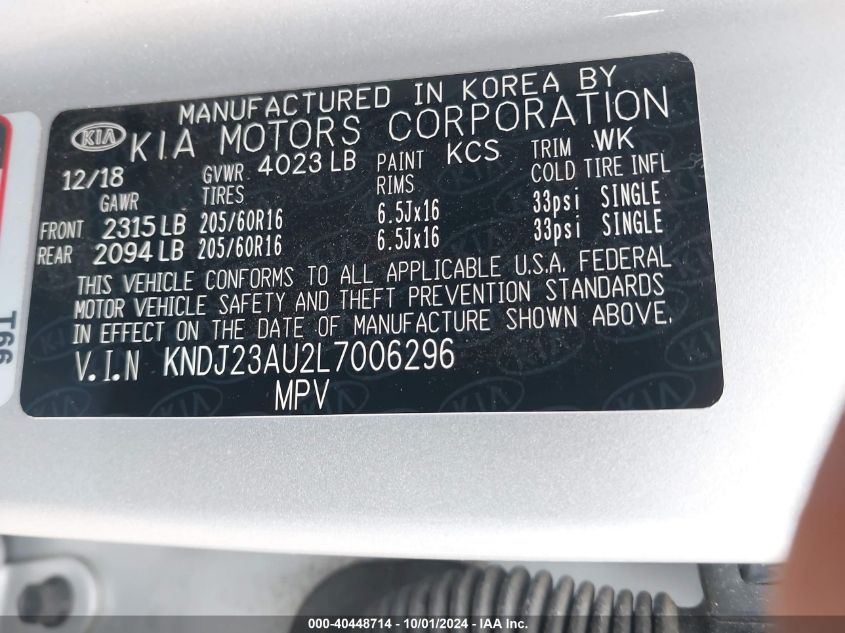 MANUFACTURED IN KOREA BY
KIA KIA MOTORS CORPORATION
12/18 GVWR 4023 LB PAINT KCS TRIM WK
GAWR TIRES RIMS COLD TIRE INFL
FRONT 2315 LB 205/60R16 6.5Jx16 33psi SINGLE
REAR 2094 LB 205/60R16 6.5Jx16 33psi SINGLE
THIS VEHICLE CONFORMS TO ALL APPLICABLE U.S.A. FEDERAL
MOTOR VEHICLE SAFETY AND THEFT PREVENTION STANDARDS
IN EFFECT ON THE DATE OF MANUFACTURE SHOWN ABOVE.
V.I.N KNDJ23AU2L7006296
MPV
T66
000-40448714 - 10/01/2024 - IAA Inc.